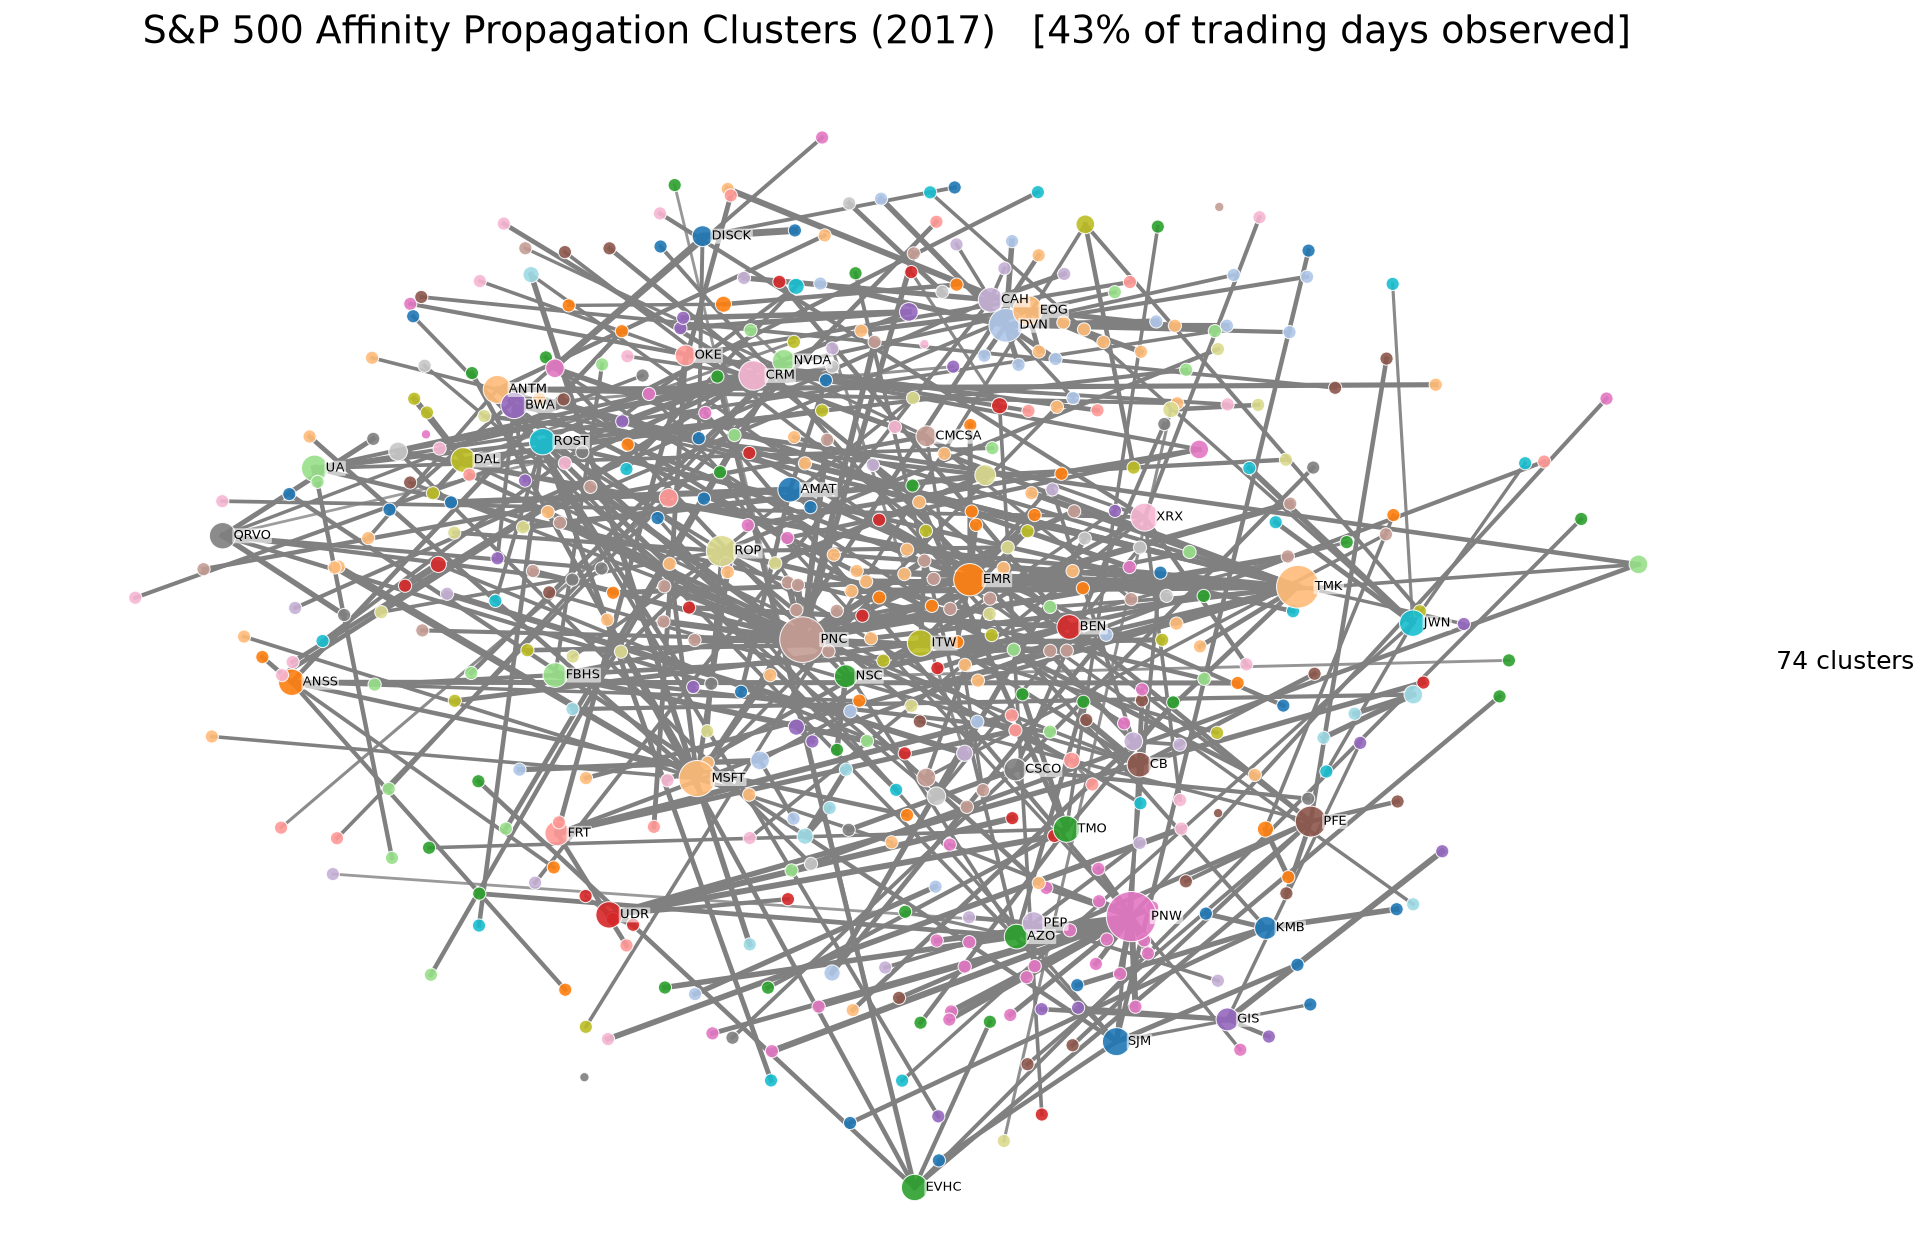 S&P 500 Affinity Propagation Clusters (2017)   [43% of trading days observed]
DISCK
CAH
EOG
DVN
OKE
NVDA
CRM
ANTM
BWA
ROST
CMCSA
DAL
UA
AMAT
XRX
QRVO
ROP
EMR
TMK
JWN
BEN
PNC
ITW
74 clusters
FBHS
NSC
ANSS
CB
CSCO
MSFT
PFE
TMO
FRT
UDR
PNW
PEP
KMB
AZO
GIS
SJM
EVHC